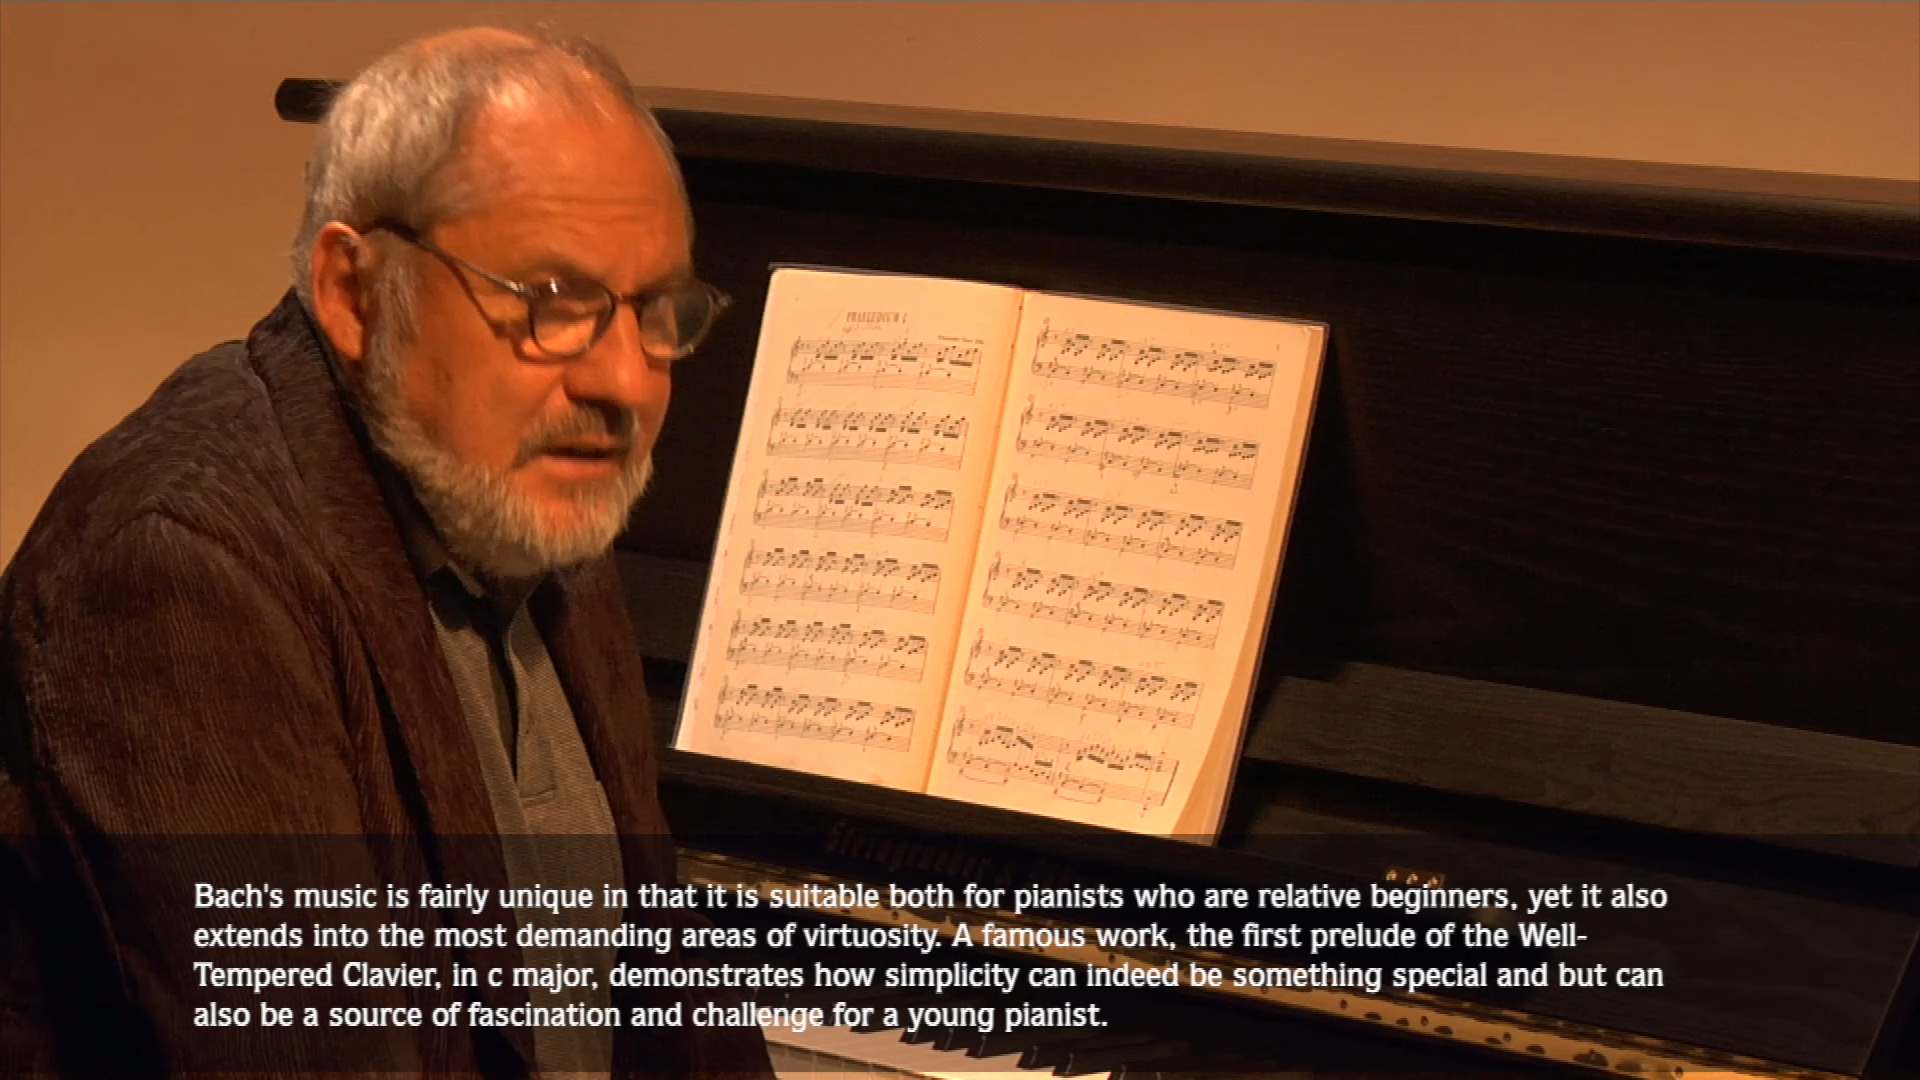 PRAELUDIUM I
Steingraeber &
Bach's music is fairly unique in that it is suitable both for pianists who are relative beginners, yet it also
extends into the most demanding areas of virtuosity. A famous work, the first prelude of the Well-
Tempered Clavier, in c major, demonstrates how simplicity can indeed be something special and but can
also be a source of fascination and challenge for a young pianist.